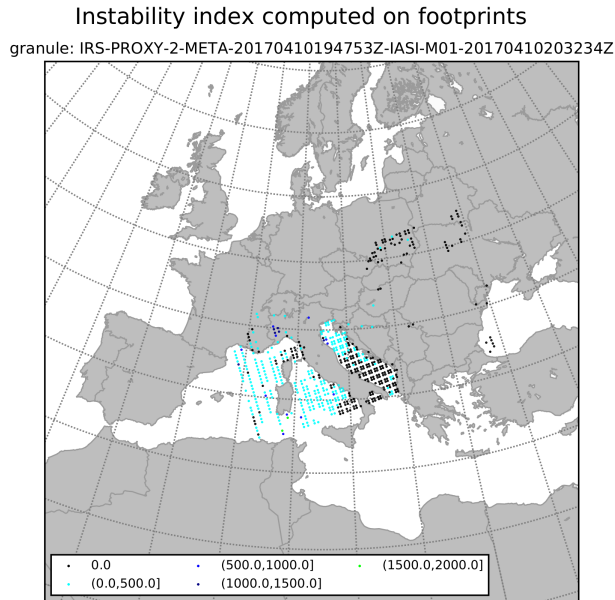 Instability index computed on footprints
granule: IRS-PROXY-2-META-20170410194753Z-IASI-M01-20170410203234Z
0.0 (500.0,1000.0] (1500.0,2000.0]
(0.0,500.0] (1000.0,1500.0]